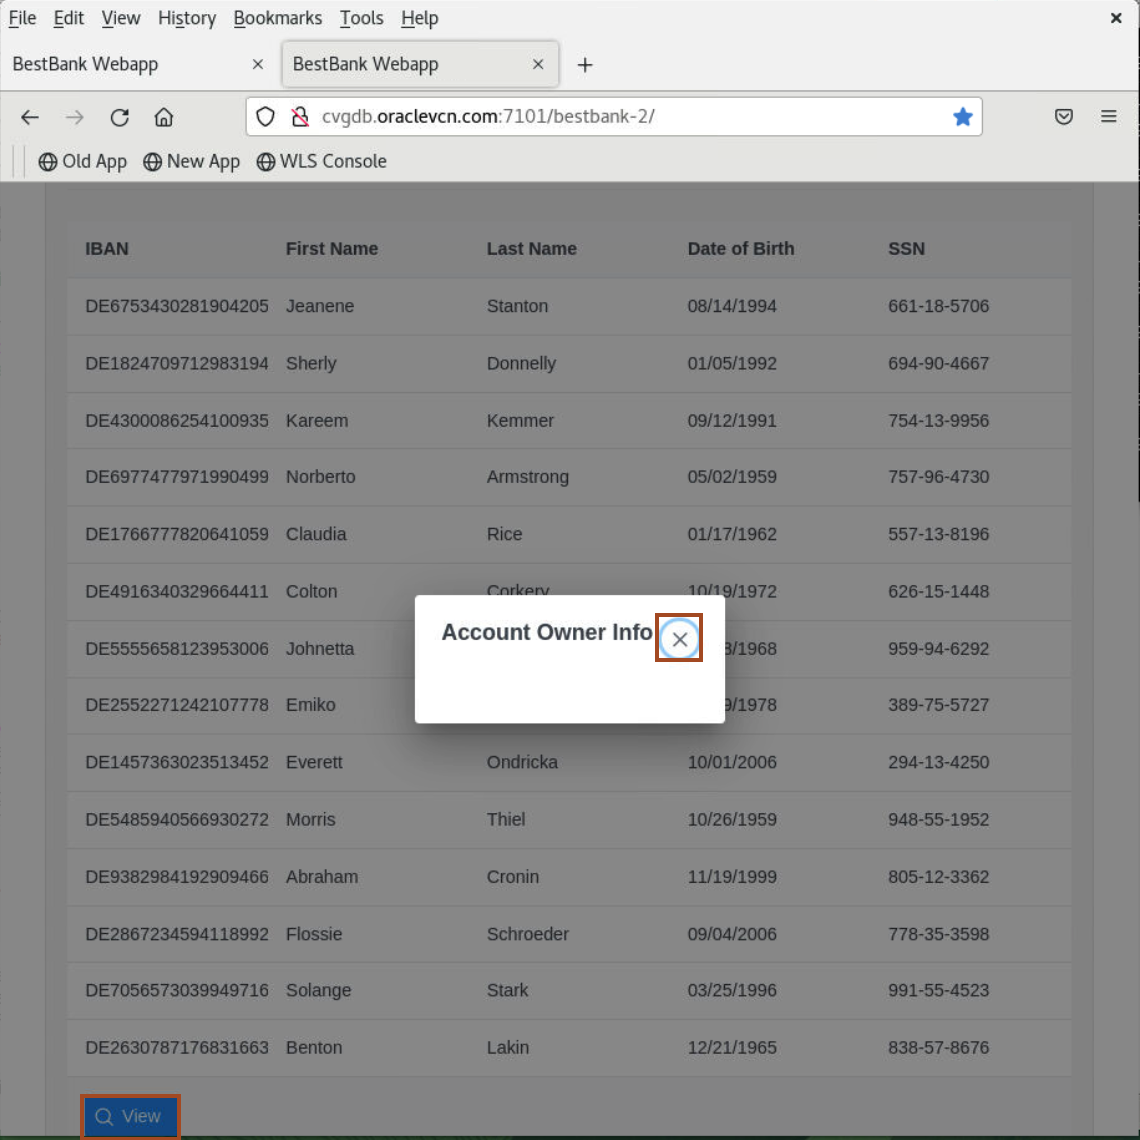 File Edit View History Bookmarks Tools Help
BestBank Webapp BestBank Webapp
cvgdb.oraclevcn.com:7101/bestbank-2/
Old App New App WLS Console
IBAN First Name Last Name Date of Birth SSN
DE6753430281904205 Jeanene Stanton 08/14/1994 661-18-5706
DE1824709712983194 Sherly Donnelly 01/05/1992 694-90-4667
DE4300086254100935 Kareem Kemmer 09/12/1991 754-13-9956
DE6977477971990499 Norberto Armstrong 05/02/1959 757-96-4730
DE1766777820641059 Claudia Rice 01/17/1962 557-13-8196
DE4916340329664411 Colton Corkery 10/19/1972 626-15-1448
Account Owner Info
DE5555658123953006 Johnetta /1968 959-94-6292
DE2552271242107778 Emiko /1978 389-75-5727
DE1457363023513452 Everett Ondricka 10/01/2006 294-13-4250
DE5485940566930272 Morris Thiel 10/26/1959 948-55-1952
DE9382984192909466 Abraham Cronin 11/19/1999 805-12-3362
DE2867234594118992 Flossie Schroeder 09/04/2006 778-35-3598
DE7056573039949716 Solange Stark 03/25/1996 991-55-4523
DE2630787176831663 Benton Lakin 12/21/1965 838-57-8676
View